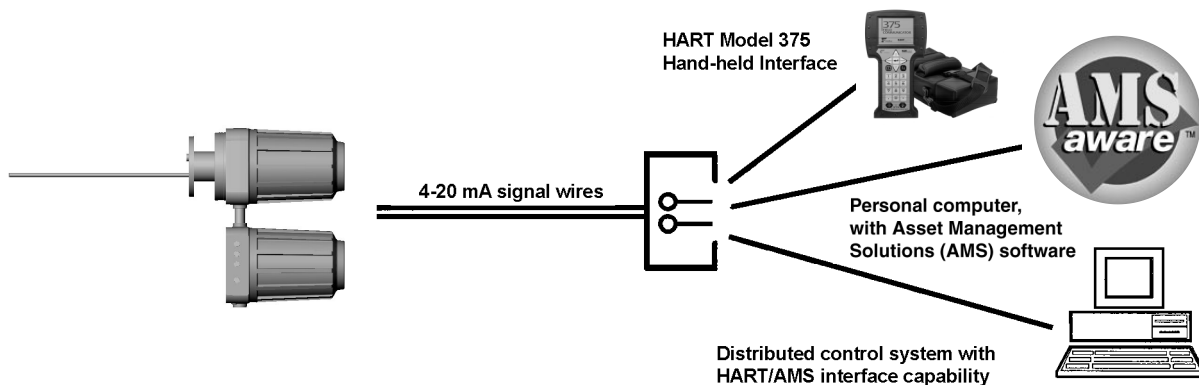 HART Model 375
Hand-held Interface
375
AMS
aware
TM
4-20 mA signal wires
Personal computer,
with Asset Management
Solutions (AMS) software
Distributed control system with
HART/AMS interface capability